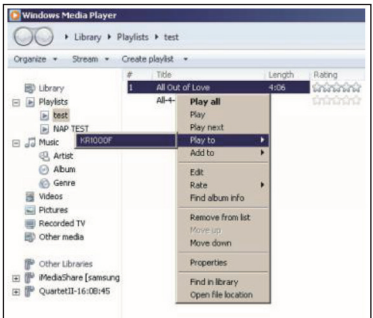 Windows Media Player
Library ▸ Playlists ▸ test
Organize Stream Create playlist
# Title Length Rating
Library
Playlists
test
NAP TEST
Music
Artist
Album
Genre
Videos
Pictures
Recorded TV
Other media
Other Libraries
iMediaShare [samsung
QuartetII-16:08:45
1 All Out of Love 4:06
All-4-
Play all
Play
Play next
Play to
KR1000F
Add to
Edit
Rate
Find album info
Remove from list
Move up
Move down
Properties
Find in library
Open file location